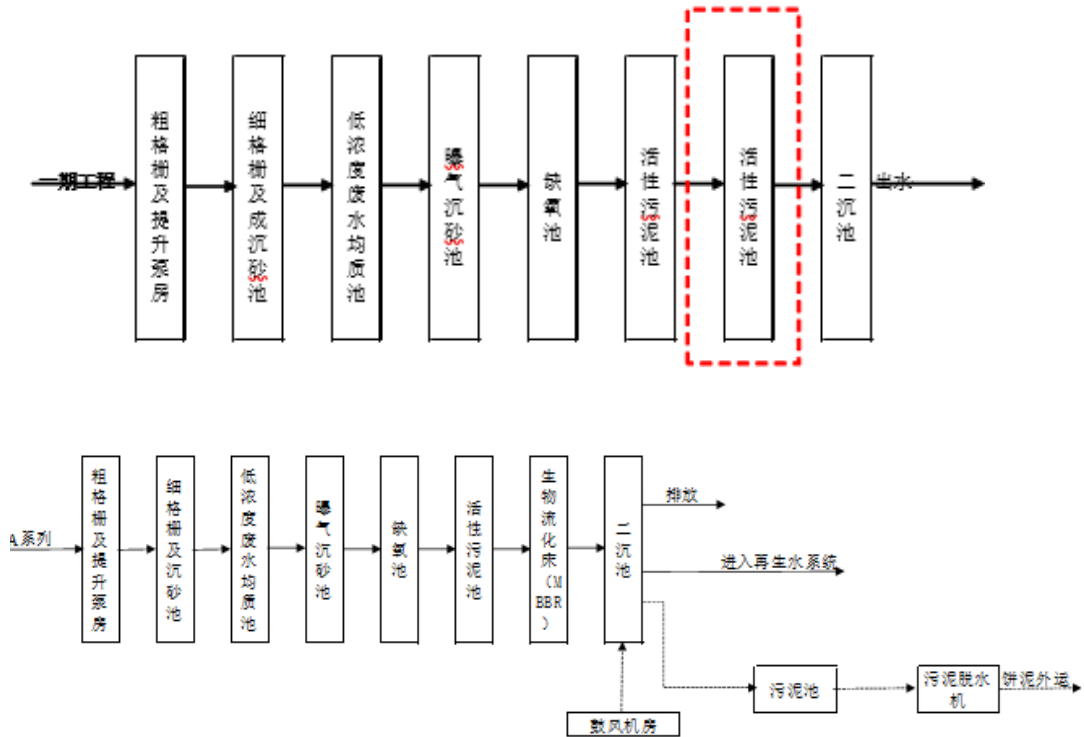 一期工程
粗格栅及提升泵房
细格栅及成沉砂池
低浓度废水均质池
曝气沉砂池
缺氧池
活性污泥池
活性污泥池
二沉池
出水
A系列
粗格栅及提升泵房
细格栅及沉砂池
低浓度废水均质池
曝气沉砂池
缺氧池
活性污泥池
生物流化床（MBBR）
二沉池
排放
进入再生水系统
污泥池
污泥脱水
机
饼泥外运
鼓风机房